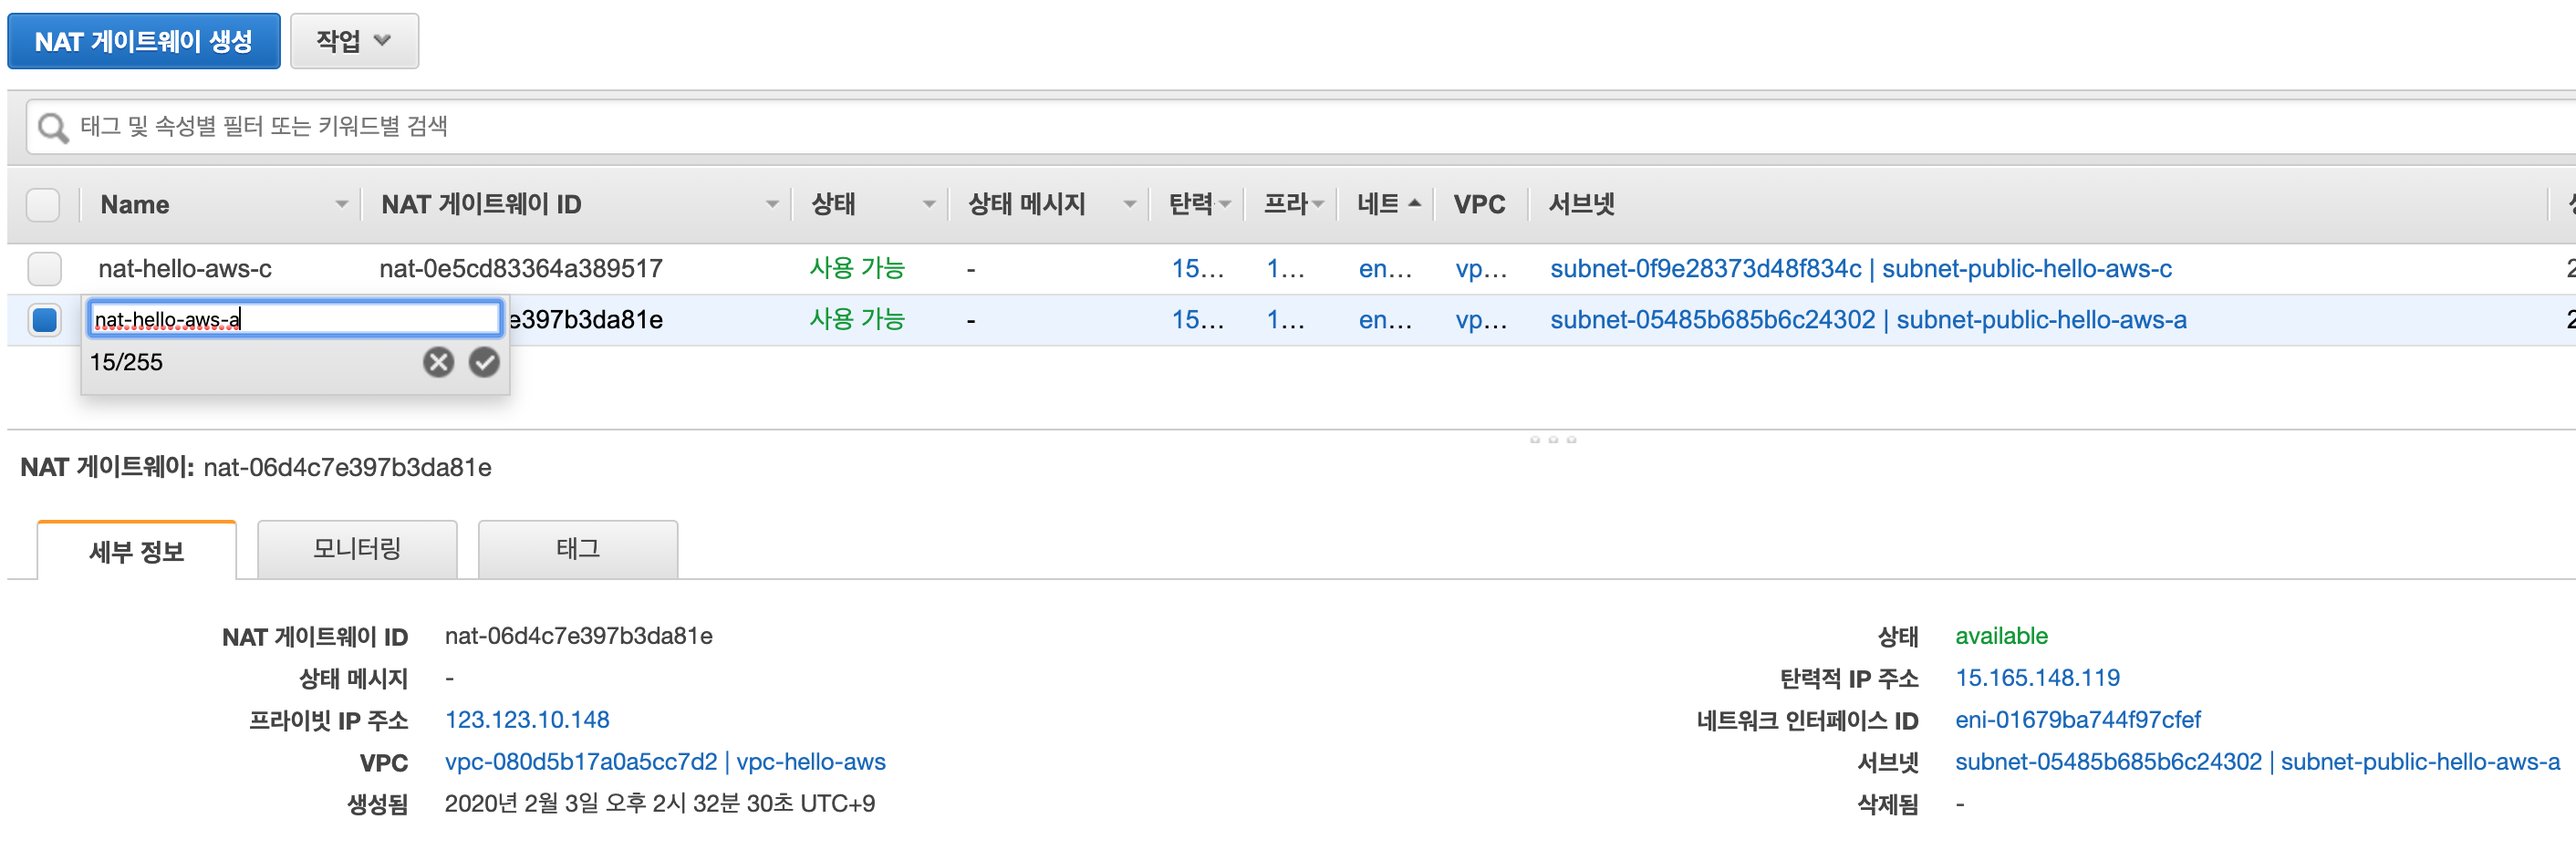 NAT 게이트웨이 생성 작업
태그 및 속성별 필터 또는 키워드별 검색
Name NAT 게이트웨이 ID 상태 상태 메시지 탄력 프라 네트 VPC 서브넷
nat-hello-aws-c nat-0e5cd83364a389517 사용 가능 - 15... 1... en... vp... subnet-0f9e28373d48f834c | subnet-public-hello-aws-c 2
nat-hello-aws-a e397b3da81e 사용 가능 - 15... 1... en... vp... subnet-05485b685b6c24302 | subnet-public-hello-aws-a 2
15/255
NAT 게이트웨이: nat-06d4c7e397b3da81e
세부 정보 모니터링 태그
NAT 게이트웨이 ID nat-06d4c7e397b3da81e 상태 available
상태 메시지 - 탄력적 IP 주소 15.165.148.119
프라이빗 IP 주소 123.123.10.148 네트워크 인터페이스 ID eni-01679ba744f97cfef
VPC vpc-080d5b17a0a5cc7d2 | vpc-hello-aws 서브넷 subnet-05485b685b6c24302 | subnet-public-hello-aws-a
생성됨 2020년 2월 3일 오후 2시 32분 30초 UTC+9 삭제됨 -